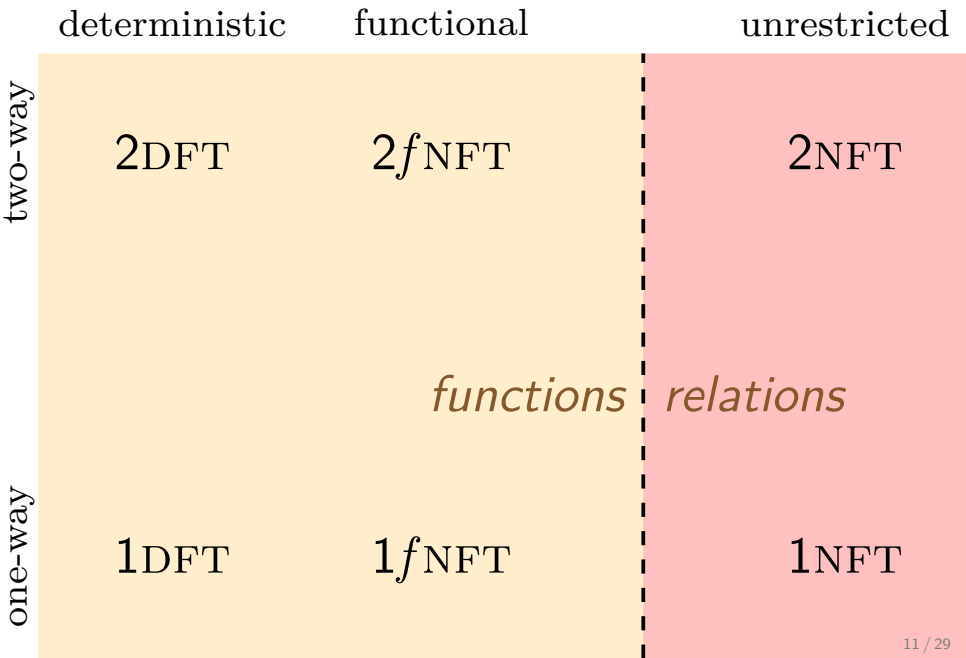 deterministic functional unrestricted
two-way
2DFT 2fNFT 2NFT
functions relations
one-way
1DFT 1fNFT 1NFT
11 / 29